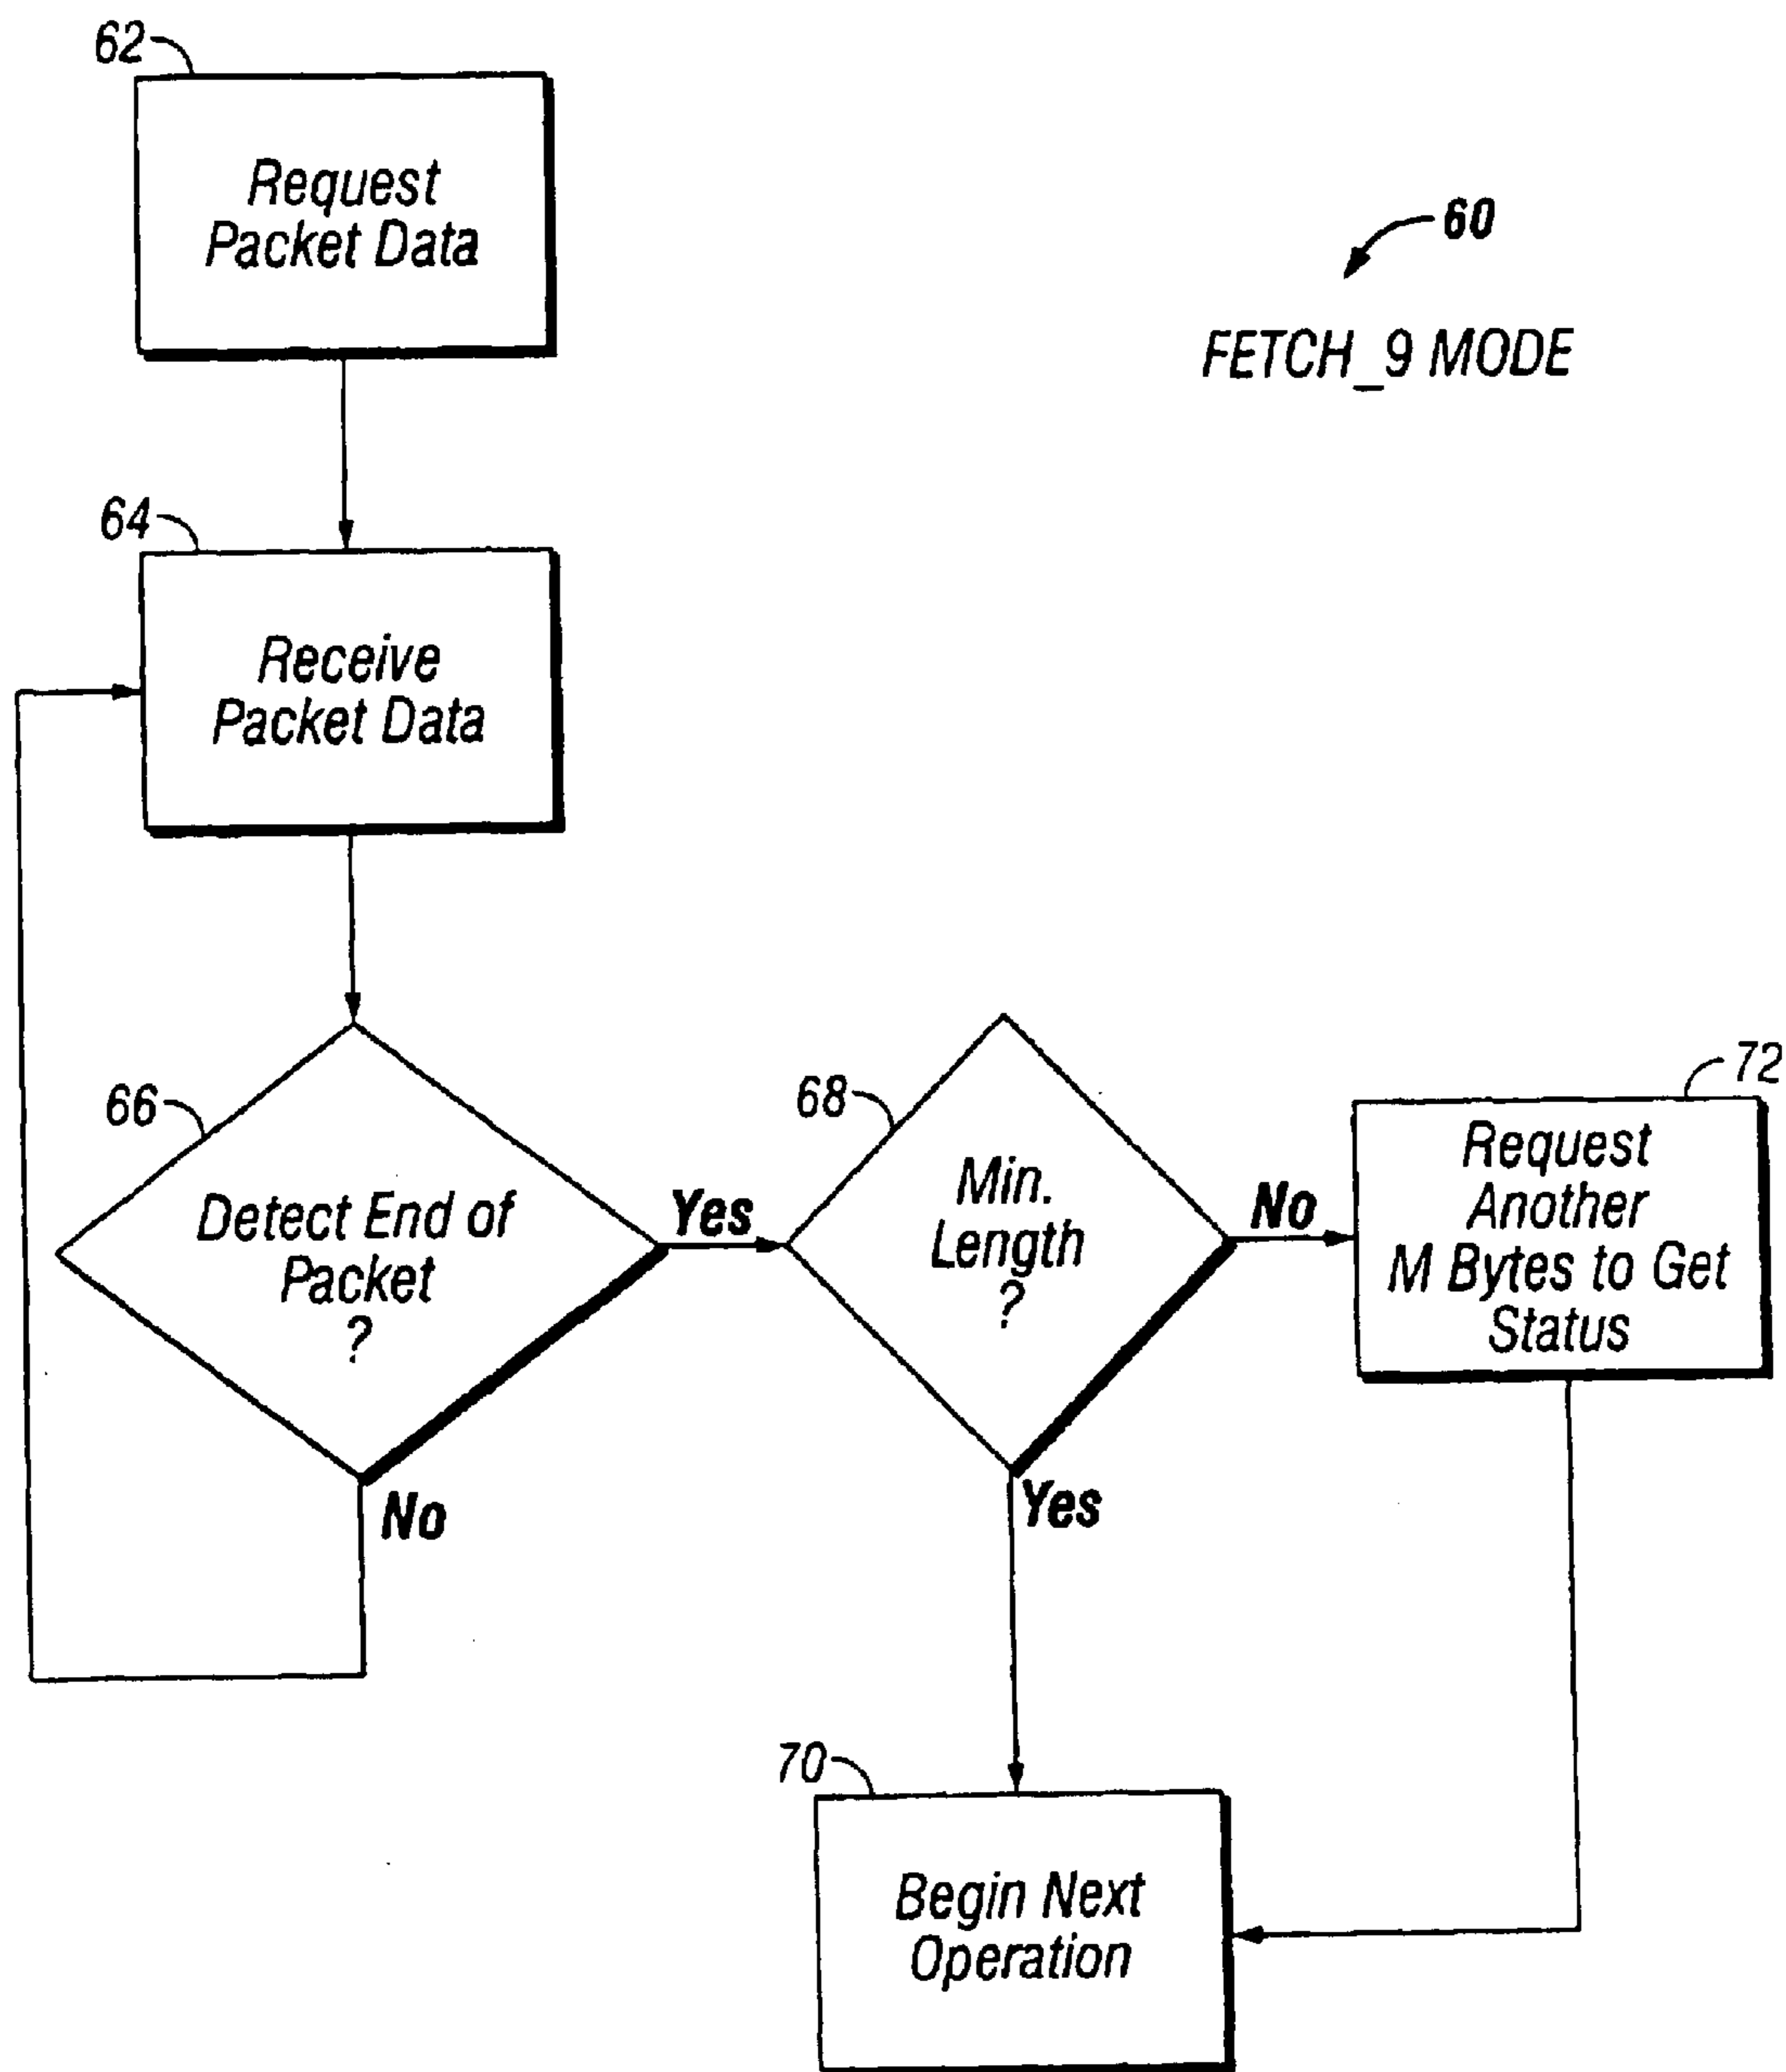 62
Request
Packet Data
60
FETCH_9 MODE
64
Receive
Packet Data
66
Detect End of
Packet
?
Yes
No
68
Min.
Length
?
No
Yes
72
Request
Another
M Bytes to Get
Status
70
Begin Next
Operation